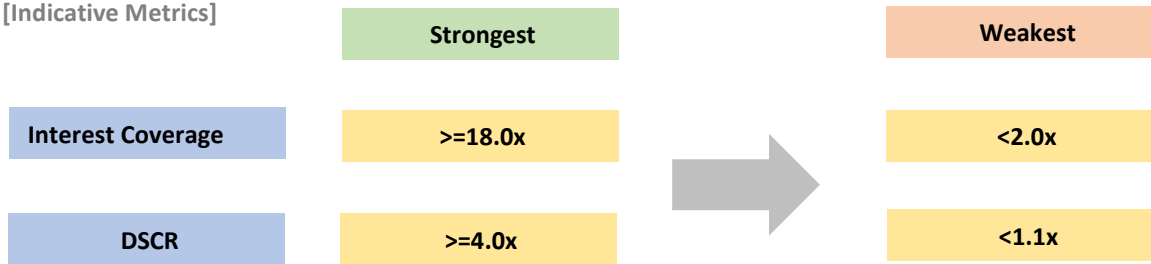 [Indicative Metrics]
Strongest
Weakest
Interest Coverage
>=18.0x
<2.0x
DSCR
>=4.0x
<1.1x